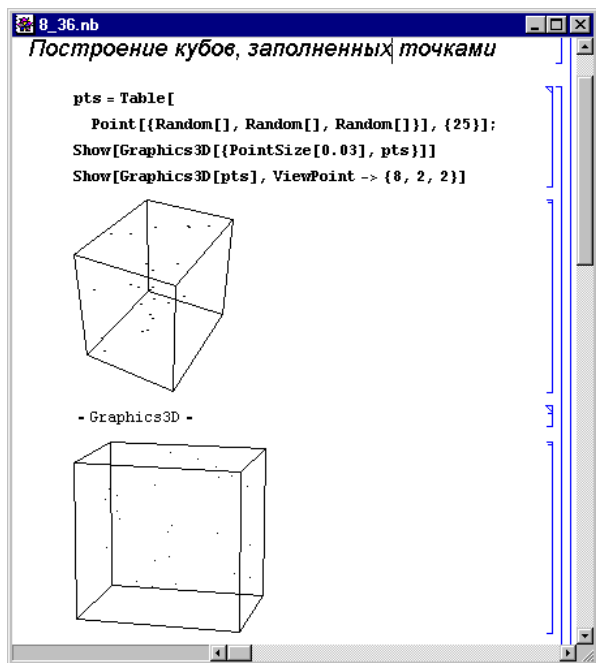 8_36.nb
Построение кубов, заполненных точками
pts = Table[
Point[{Random[], Random[], Random[]}], {25}];
Show[Graphics3D[{PointSize[0.03], pts}]]
Show[Graphics3D[pts], ViewPoint -> {8, 2, 2}]
- Graphics3D -